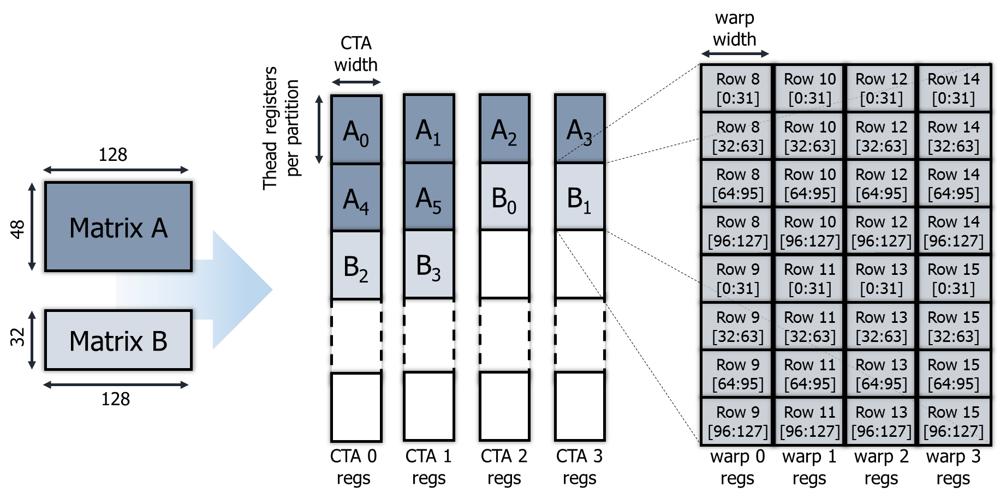 128
48
Matrix A
32
Matrix B
128
Thead registers
per partition
CTA
width
A0 A1 A2 A3
A4 A5 B0 B1
B2 B3
CTA 0 CTA 1 CTA 2 CTA 3
regs regs regs regs
warp
width
Row 8 Row 10 Row 12 Row 14
[0:31] [0:31] [0:31] [0:31]
Row 8 Row 10 Row 12 Row 14
[32:63] [32:63] [32:63] [32:63]
Row 8 Row 10 Row 12 Row 14
[64:95] [64:95] [64:95] [64:95]
Row 8 Row 10 Row 12 Row 14
[96:127] [96:127] [96:127] [96:127]
Row 9 Row 11 Row 13 Row 15
[0:31] [0:31] [0:31] [0:31]
Row 9 Row 11 Row 13 Row 15
[32:63] [32:63] [32:63] [32:63]
Row 9 Row 11 Row 13 Row 15
[64:95] [64:95] [64:95] [64:95]
Row 9 Row 11 Row 13 Row 15
[96:127] [96:127] [96:127] [96:127]
warp 0 warp 1 warp 2 warp 3
regs regs regs regs